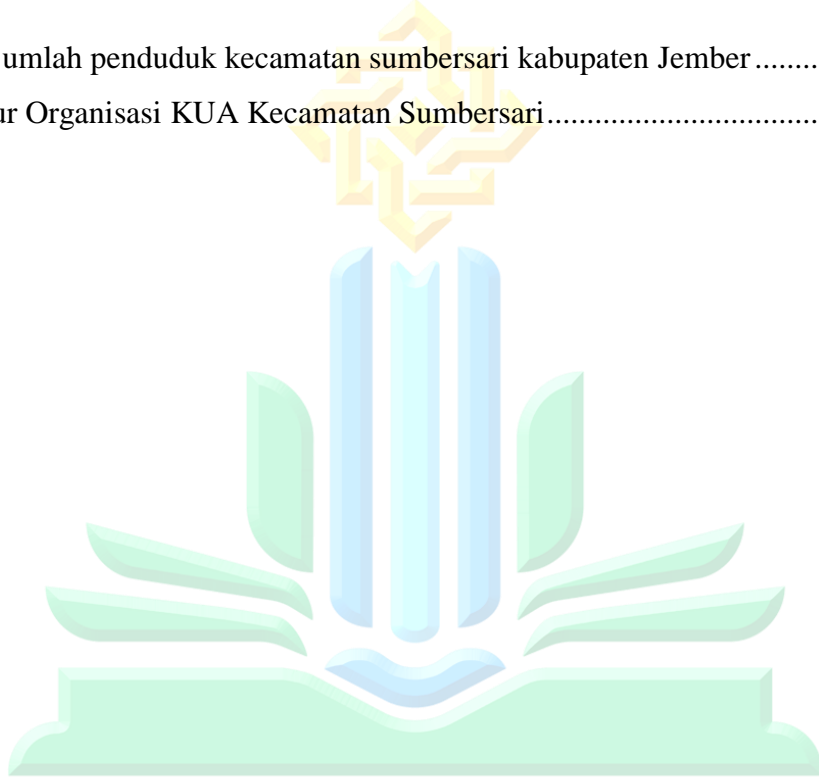 umlah penduduk kecamatan sumbersari kabupaten Jember ........
ur Organisasi KUA Kecamatan Sumbersari..................................